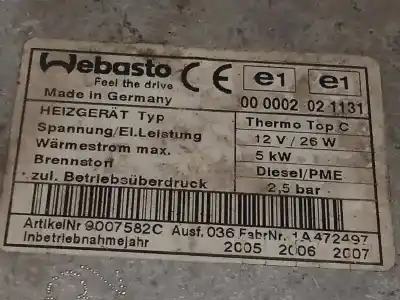 Webasto CE e1 e1
Feel the drive
Made in Germany 00 0002 02 1131
HEIZGERÄT Typ Thermo Top C
Spannung/El.Leistung 12 V / 26 W
Wärmestrom max. 5 kW
Brennstoff Diesel/PME
zul. Betriebsüberdruck 2,5 bar
ArtikelNr 9007582C Ausf. 036 FabrNr. 1A472497
Inbetriebnahmejahr 2005 2006 2007